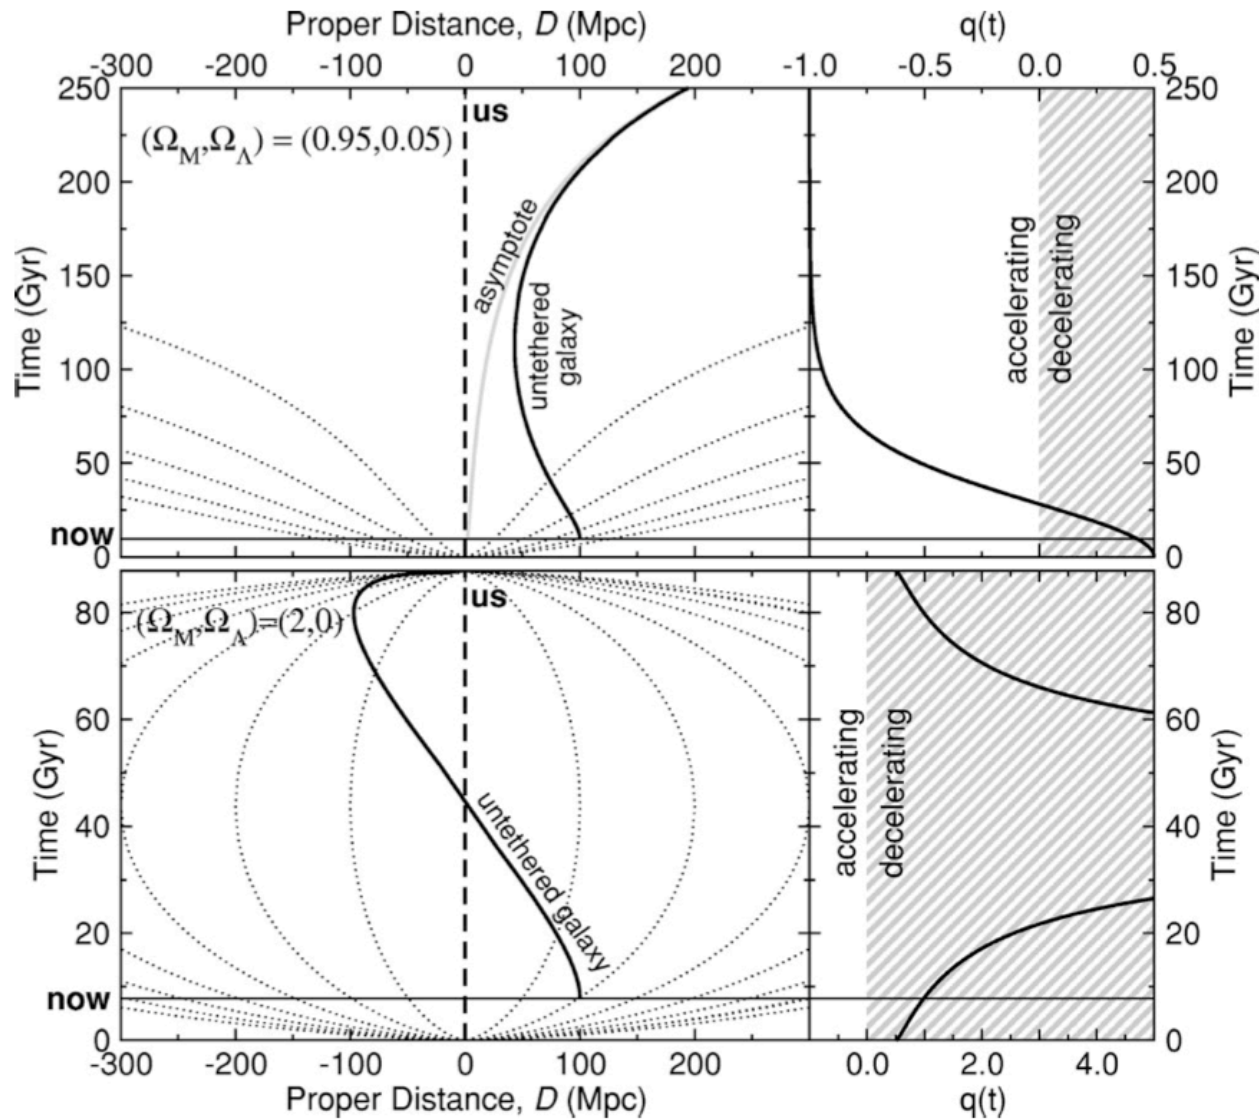 Proper Distance, D (Mpc) q(t)
-300 -200 -100 0 100 200 -1.0 -0.5 0.0 0.5
250 us 250
(Ω_M,Ω_Λ) = (0.95,0.05)
200 200
asymptote
untethered
galaxy
accelerating
decelerating
150 150
Time (Gyr) Time (Gyr)
100 100
50 50
now
0 0
us
80 80
(Ω_M,Ω_Λ)=(2,0)
60 60
untethered galaxy
accelerating
decelerating
Time (Gyr) Time (Gyr)
40 40
20 20
now
0 0
-300 -200 -100 0 100 200 0.0 2.0 4.0
Proper Distance, D (Mpc) q(t)